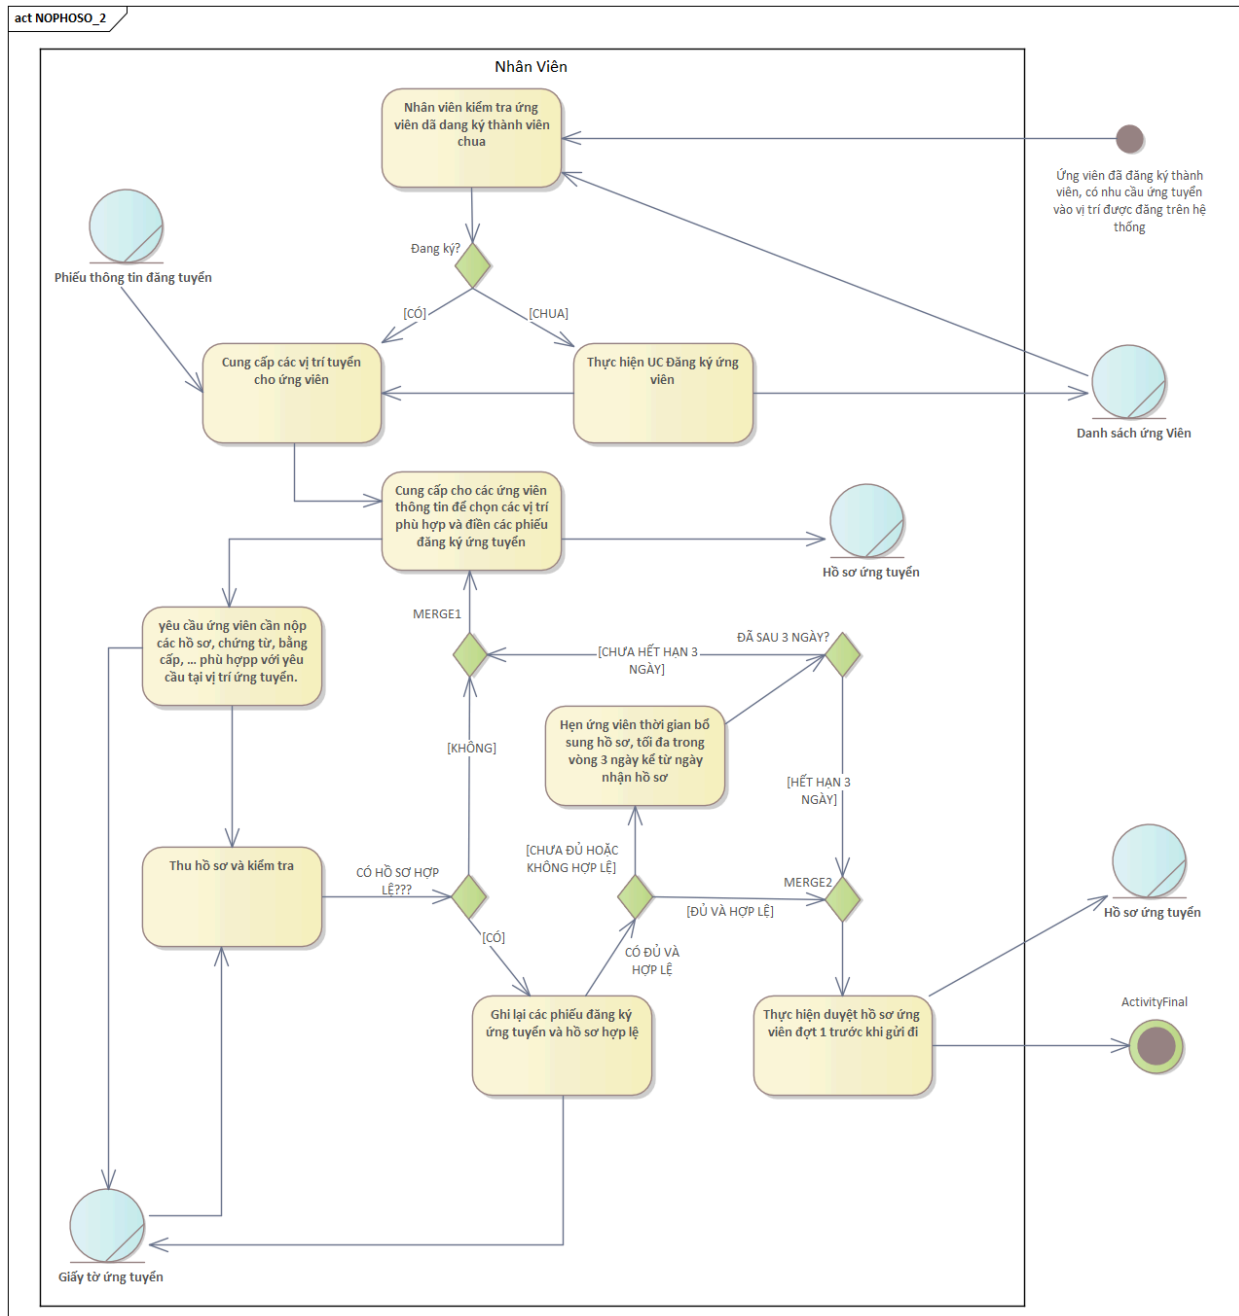 act NOPHOSO_2
Nhân Viên
Nhân viên kiểm tra ứng
viên dã dang ký thành viên
chua
Ứng viên đã đăng ký thành
viên, có nhu cầu ứng tuyển
vào vị trí được đăng trên hệ
thống
Phiếu thông tin đăng tuyển
Đang ký?
[CÓ]
[CHUA]
Cung cấp các vị trí tuyển
cho ứng viên
Thực hiện UC Đăng ký ứng
viên
Danh sách ứng Viên
Cung cấp cho các ứng viên
thông tin để chọn các vị trí
phù hợp và điền các phiếu
đăng ký ứng tuyển
Hồ sơ ứng tuyển
yêu cầu ứng viên cần nộp
các hồ sơ, chứng từ, bằng
cấp, ... phù hợpp với yêu
cầu tại vị trí ứng tuyển.
MERGE1
ĐÃ SAU 3 NGÀY?
[CHƯA HẾT HẠN 3
NGÀY]
[KHÔNG]
Hẹn ứng viên thời gian bổ
sung hồ sơ, tối đa trong
vòng 3 ngày kể từ ngày
nhận hồ sơ
[HẾT HẠN 3
NGÀY]
Thu hồ sơ và kiểm tra
CÓ HỒ SƠ HỢP
LỆ???
[CHƯA ĐỦ HOẶC
KHÔNG HỢP LỆ]
MERGE2
[ĐỦ VÀ HỢP LỆ]
Hồ sơ ứng tuyển
[CÓ]
CÓ ĐỦ VÀ
HỢP LỆ
Ghi lại các phiếu đăng ký
ứng tuyển và hồ sơ hợp lệ
Thực hiện duyệt hồ sơ ứng
viên đợt 1 trước khi gửi đi
ActivityFinal
Giấy tờ ứng tuyển